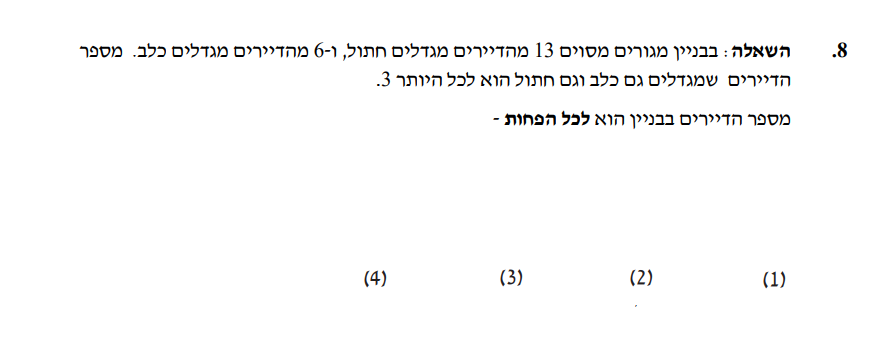 8. השאלה: בבניין מגורים מסוים 13 מהדיירים מגדלים חתול, ו-6 מהדיירים מגדלים כלב. מספר
הדיירים שמגדלים גם כלב וגם חתול הוא לכל היותר 3.
מספר הדיירים בבניין הוא לכל הפחות -
(1) (2) (3) (4)